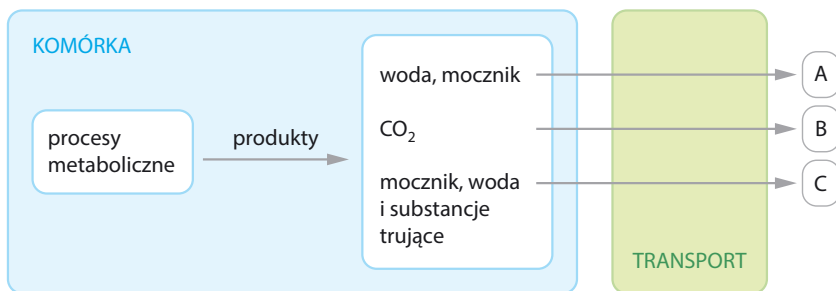 KOMÓRKA
procesy
metaboliczne
produkty
woda, mocznik
CO₂
mocznik, woda
i substancje
trujące
TRANSPORT
A
B
C